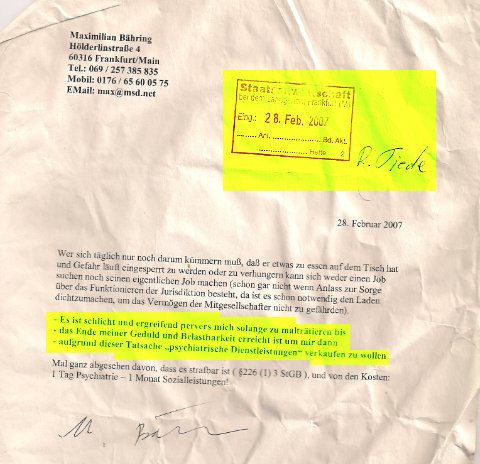 Maximilian Bähring
Hölderlinstraße 4
60316 Frankfurt/Main
Tel.: 069 / 257 385 835
Mobil: 0176 / 65 60 05 75
EMail: max@msd.net
Staatsanwaltschaft
bei dem Landgericht Frankfurt (M)
Eing.: 28. Feb. 2007
Anl. Bd. Akt.
Hefte 2
R. Tiede
28. Februar 2007
Wer sich täglich nur noch darum kümmern muß, daß er etwas zu essen auf dem Tisch hat
und Gefahr läuft eingesperrt zu werden oder zu verhungern kann sich weder einen Job
suchen noch seinen eigentlichen Job machen (schon gar nicht wenn Anlass zur Sorge
über das Funktionieren der Jurisdiktion besteht, da ist es schon notwendig den Laden
dichtzumachen, um das Vermögen der Mitgesellschafter nicht zu gefährden).
- Es ist schlicht und ergreifend pervers mich solange zu malträtieren bis
- das Ende meiner Geduld und Belastbarkeit erreicht ist um mir dann
- aufgrund dieser Tatsache „psychiatrische Dienstleistungen“ verkaufen zu wollen
Mal ganz abgesehen davon, dass es strafbar ist ( §226 (1) 3 StGB ), und von den Kosten:
1 Tag Psychiatrie – 1 Monat Sozialleistungen!